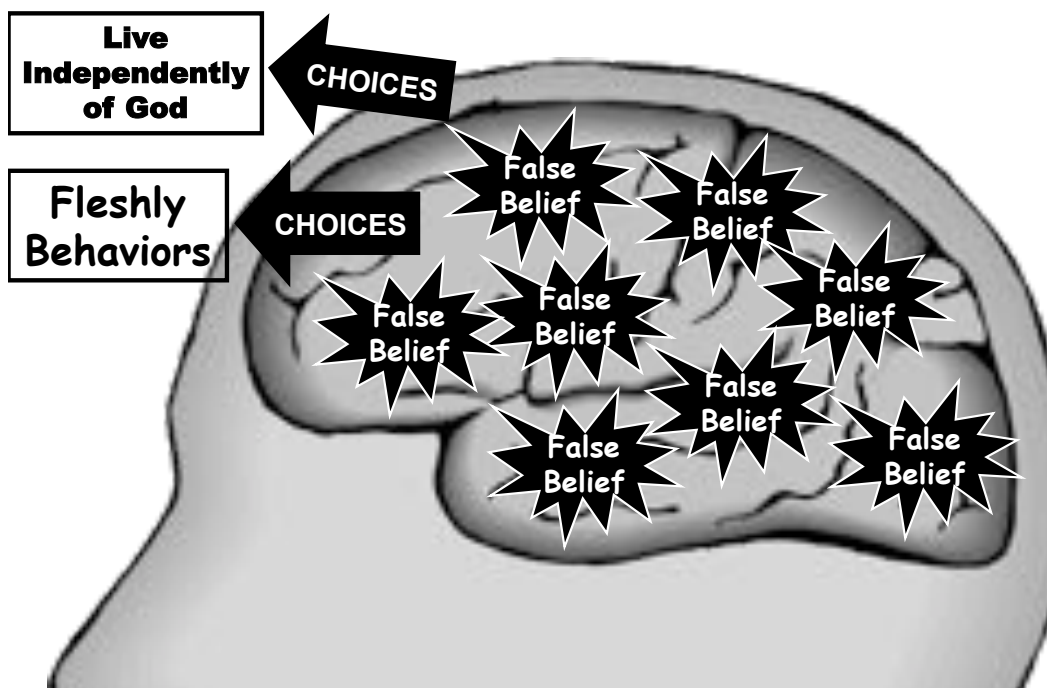 Live
Independently
of God
CHOICES
Fleshly
Behaviors
CHOICES
False
Belief
False
Belief
False
Belief
False
Belief
False
Belief
False
Belief
False
Belief
False
Belief